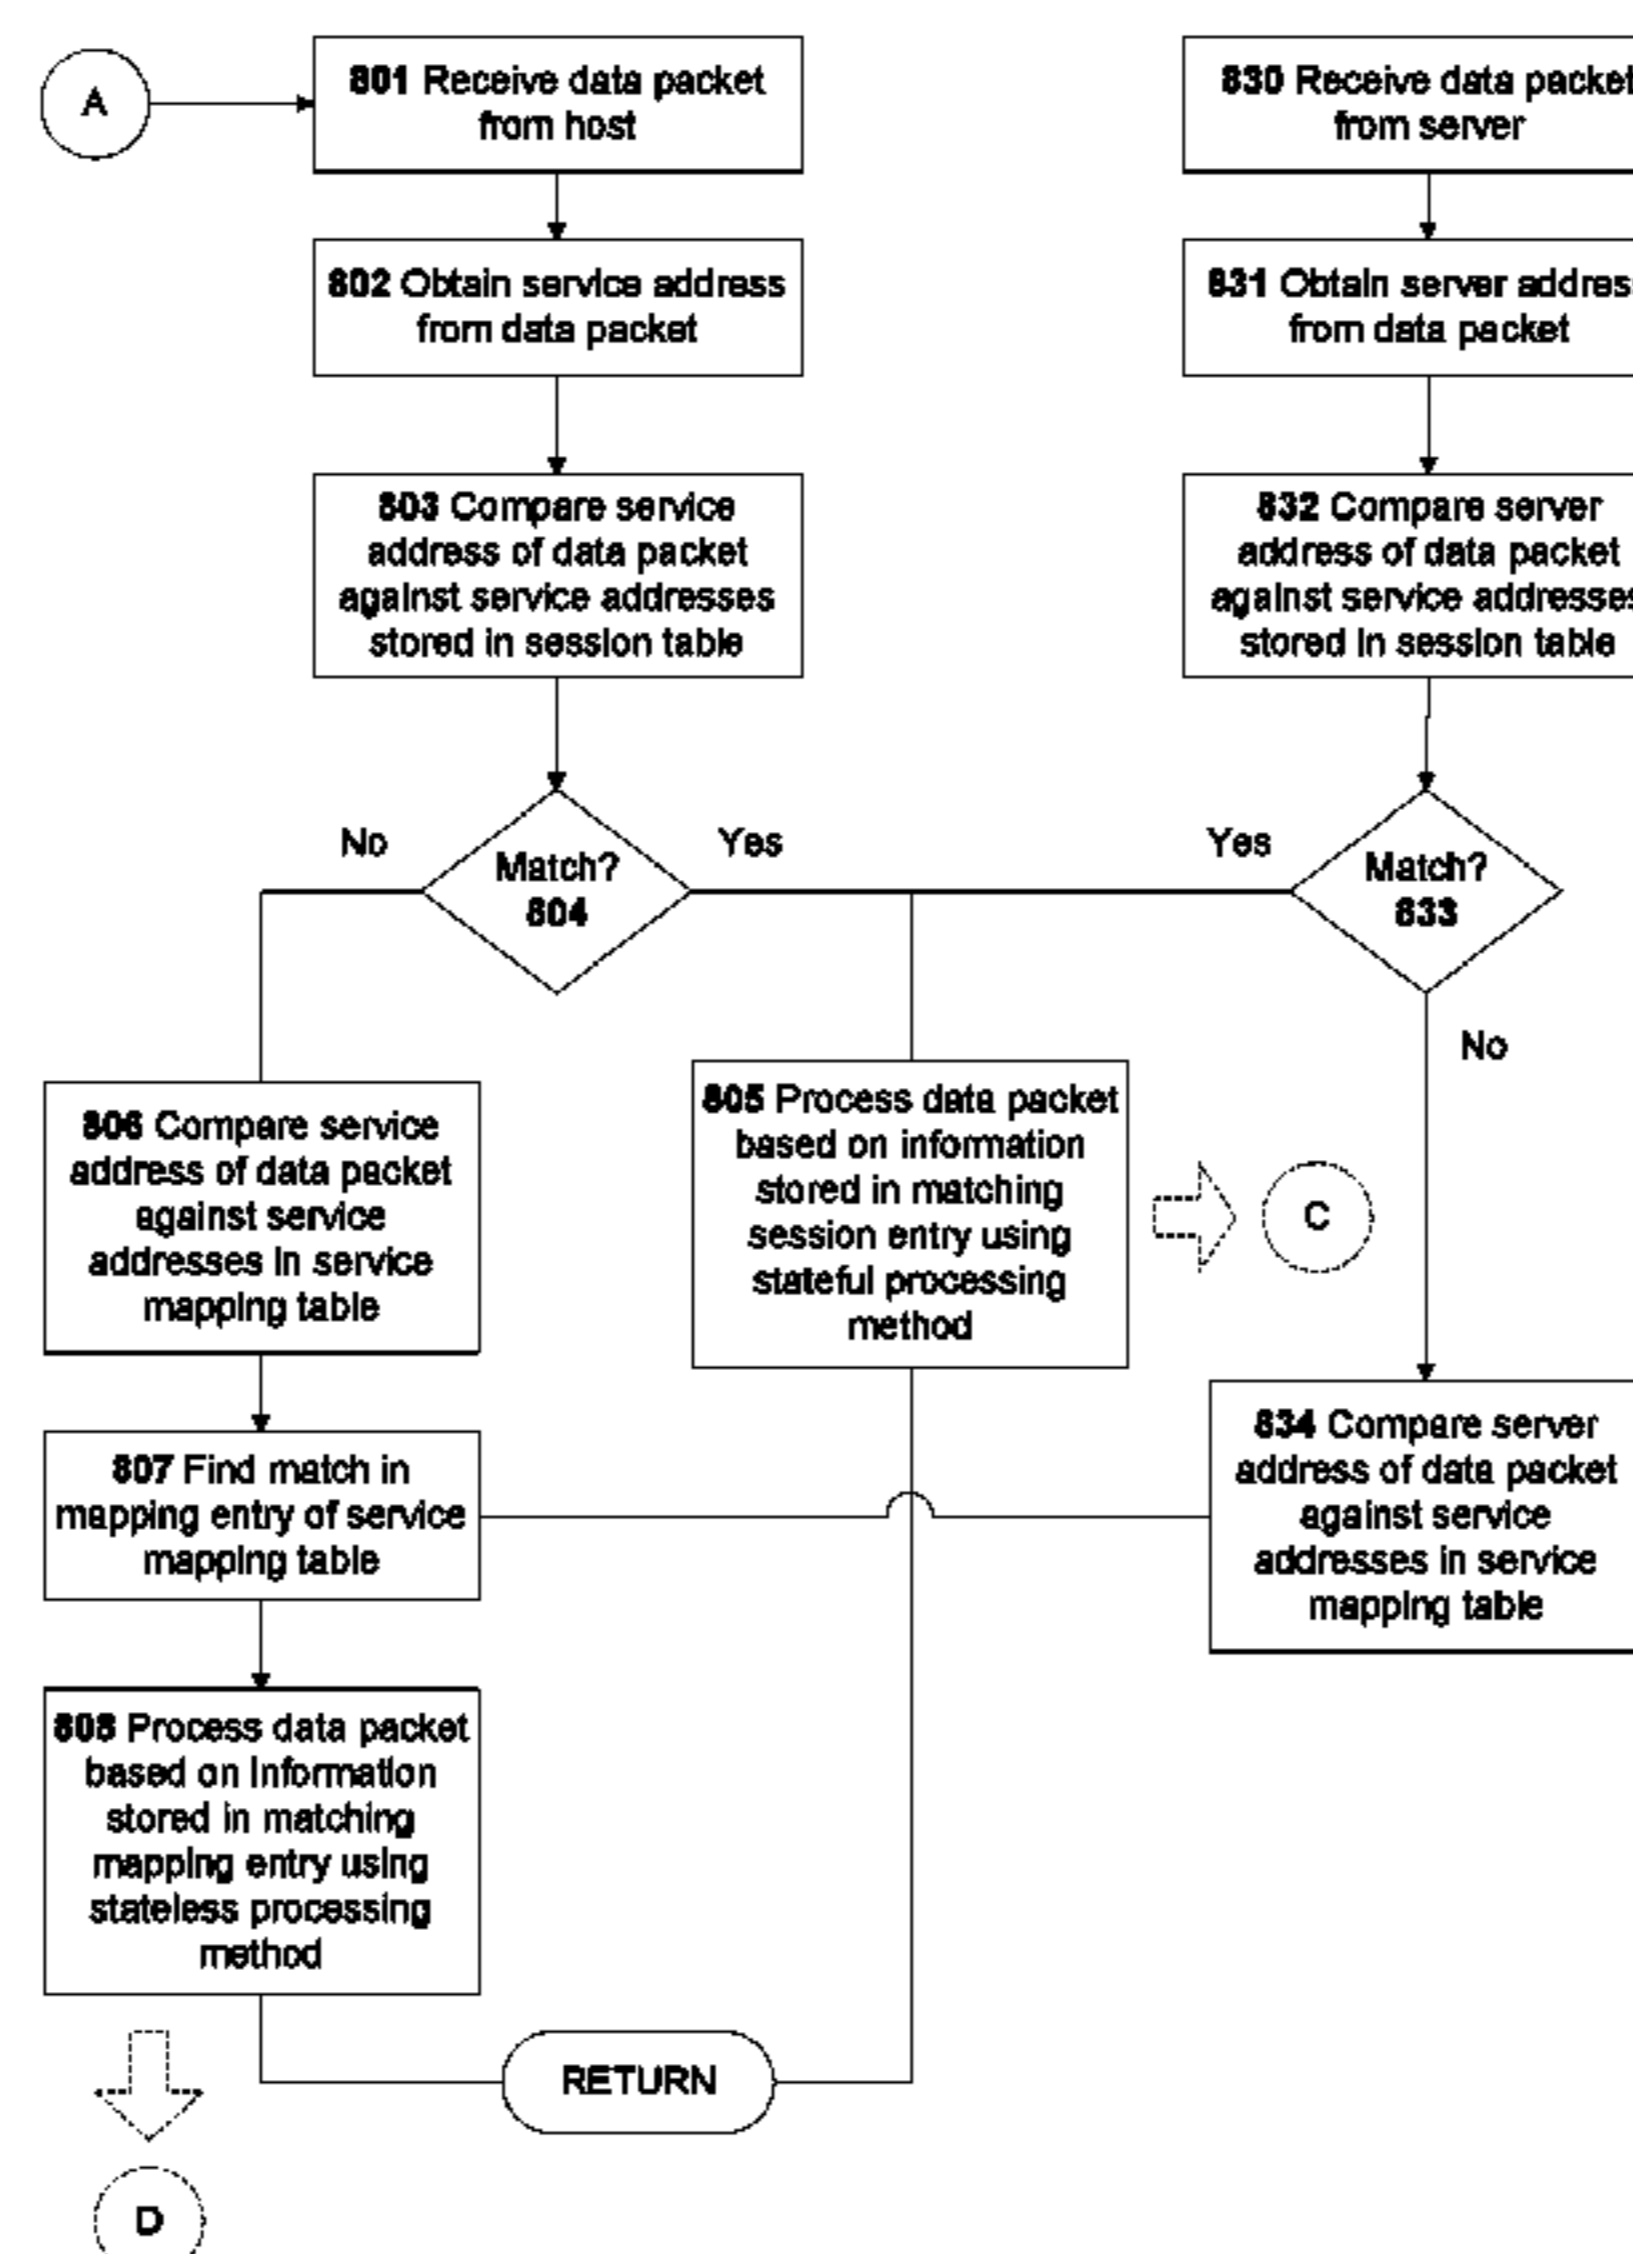 A
801 Receive data packet
from host
802 Obtain service address
from data packet
803 Compare service
address of data packet
against service addresses
stored in session table
No
Match?
804
Yes
806 Compare service
address of data packet
against service
addresses in service
mapping table
807 Find match in
mapping entry of service
mapping table
808 Process data packet
based on information
stored in matching
mapping entry using
stateless processing
method
D
RETURN
805 Process data packet
based on information
stored in matching
session entry using
stateful processing
method
C
830 Receive data packet
from server
831 Obtain server address
from data packet
832 Compare server
address of data packet
against service addresses
stored in session table
Yes
Match?
833
No
834 Compare server
address of data packet
against service
addresses in service
mapping table